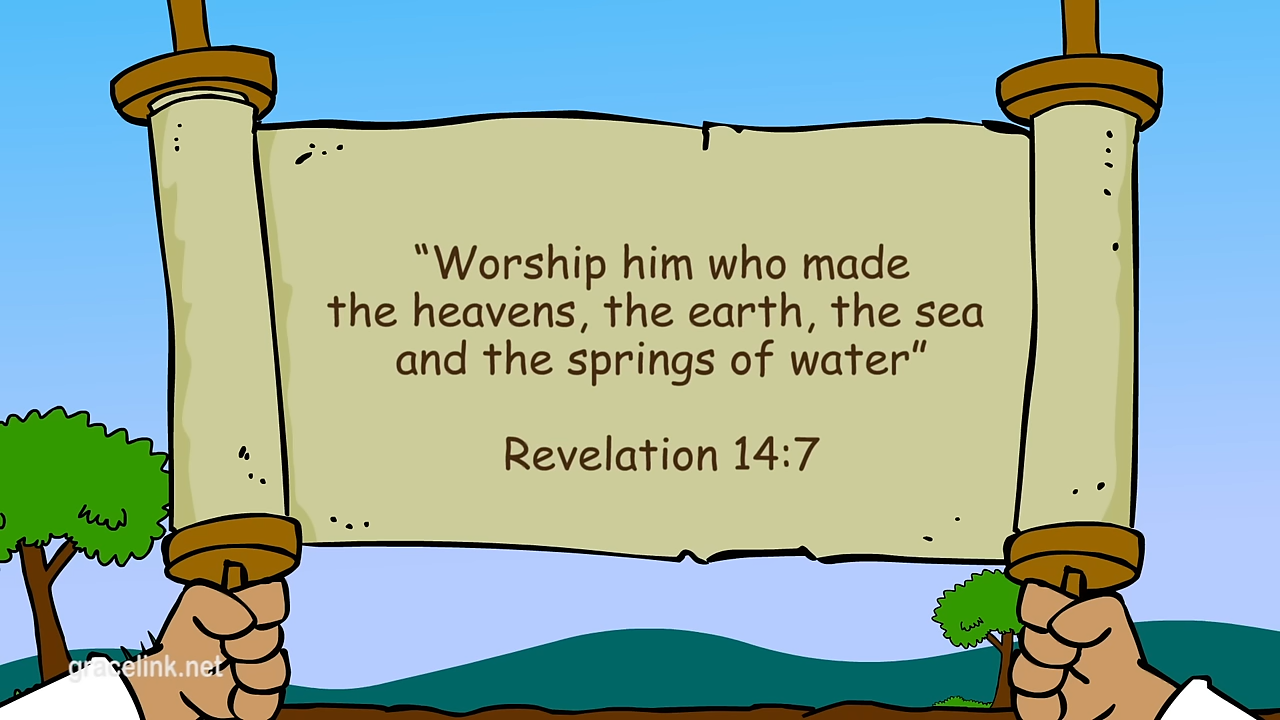 “Worship him who made
the heavens, the earth, the sea
and the springs of water”
Revelation 14:7
gracelink.net